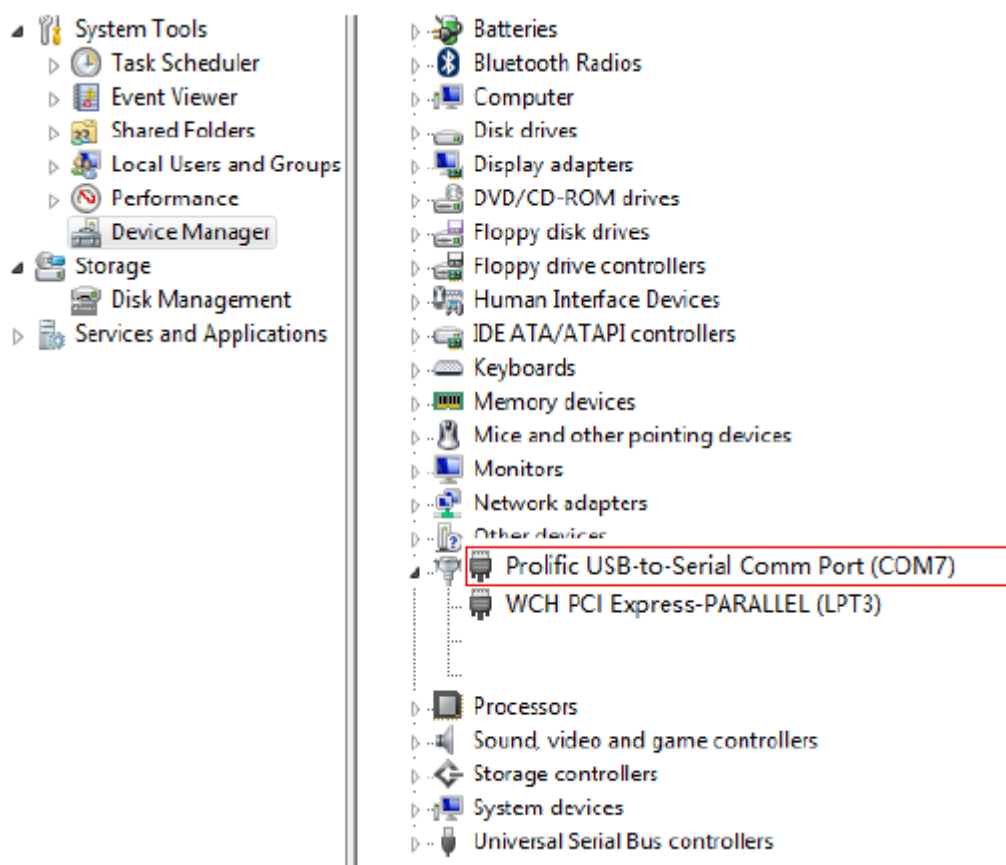 System Tools
Task Scheduler
Event Viewer
Shared Folders
Local Users and Groups
Performance
Device Manager
Storage
Disk Management
Services and Applications
Batteries
Bluetooth Radios
Computer
Disk drives
Display adapters
DVD/CD-ROM drives
Floppy disk drives
Floppy drive controllers
Human Interface Devices
IDE ATA/ATAPI controllers
Keyboards
Memory devices
Mice and other pointing devices
Monitors
Network adapters
Other devices
Prolific USB-to-Serial Comm Port (COM7)
WCH PCI Express-PARALLEL (LPT3)
Processors
Sound, video and game controllers
Storage controllers
System devices
Universal Serial Bus controllers